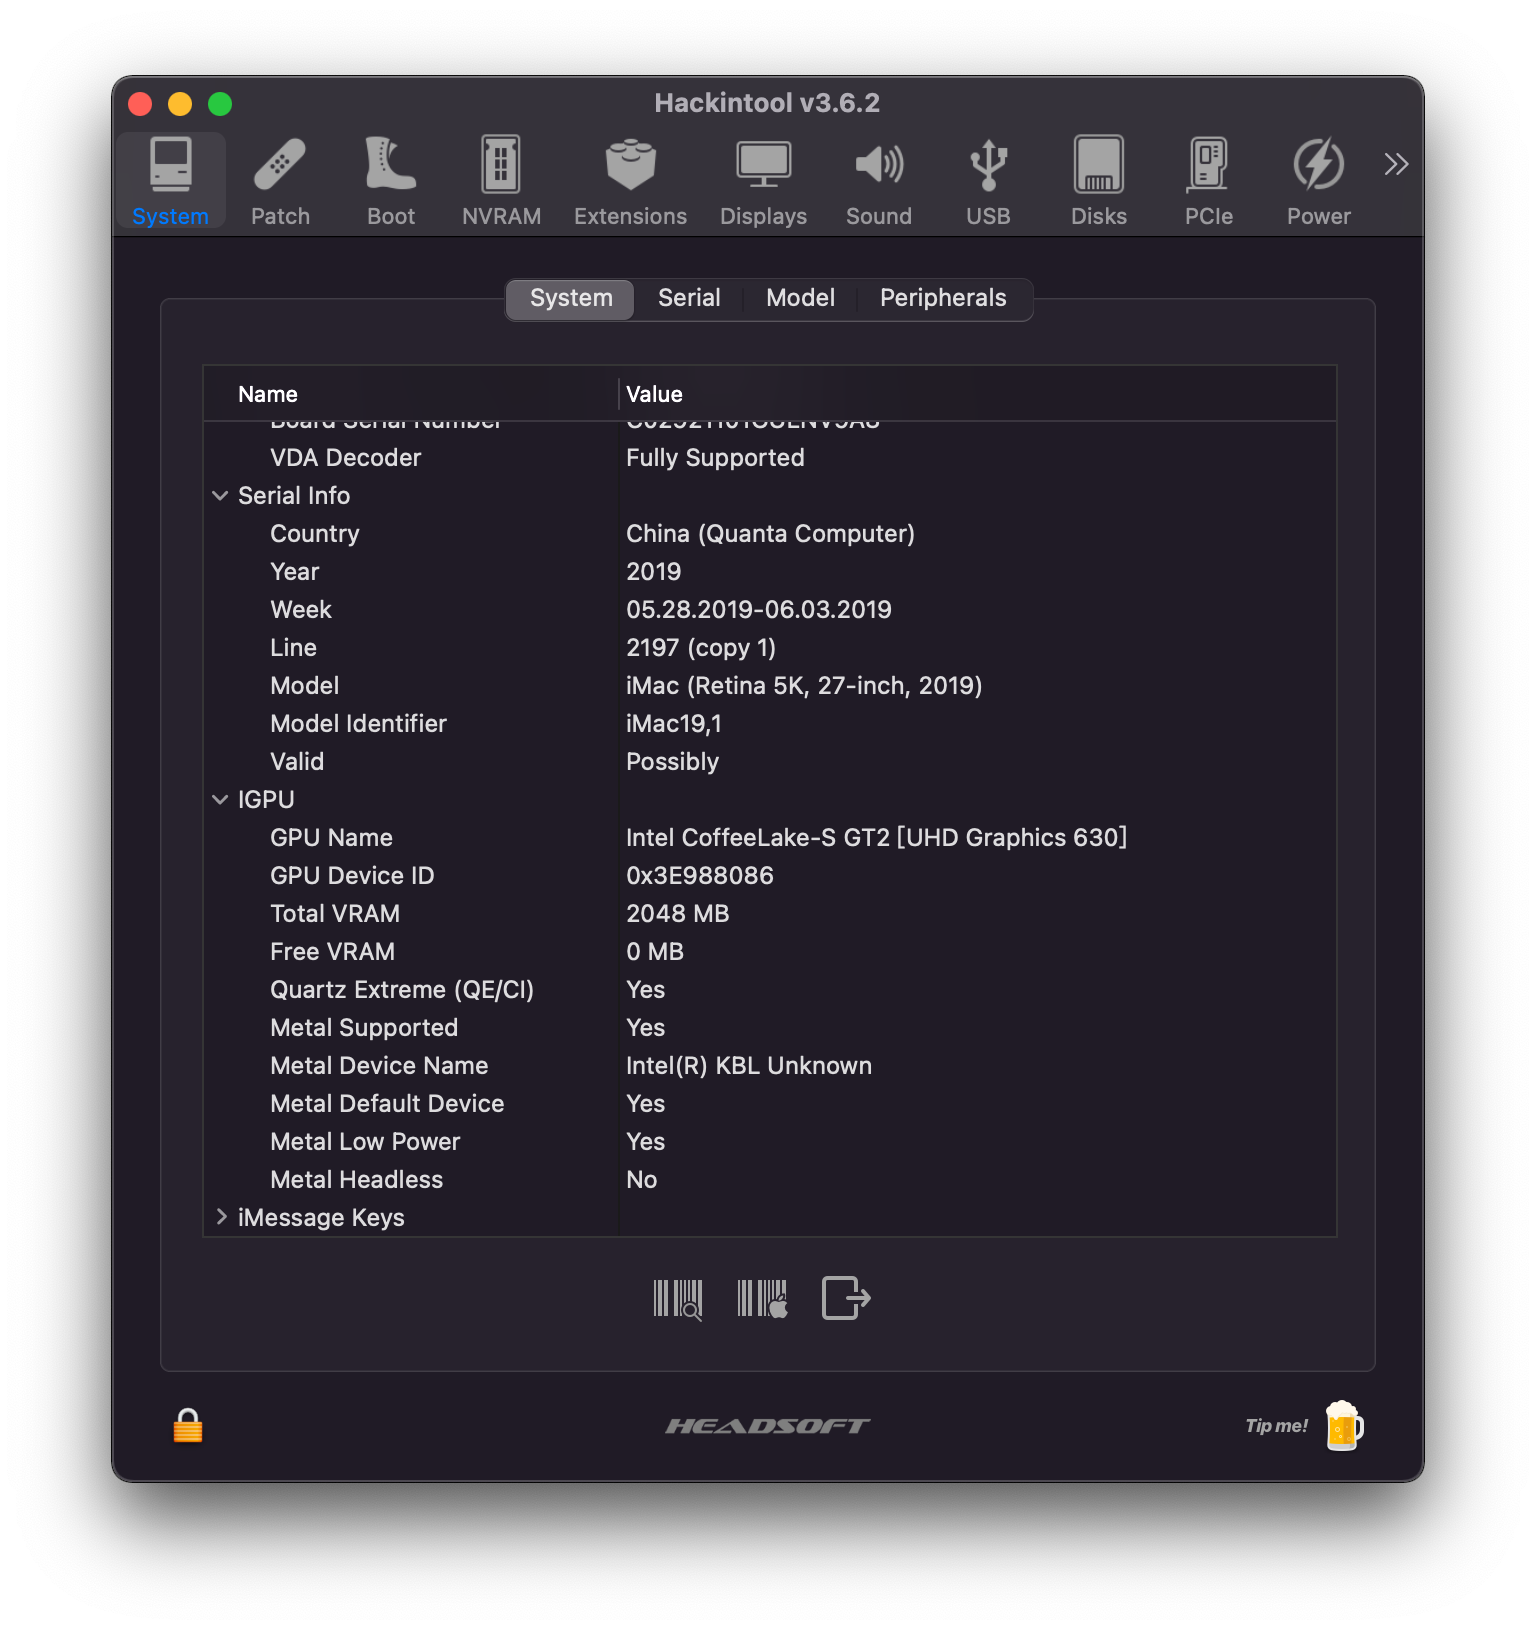 Hackintool v3.6.2
System Patch Boot NVRAM Extensions Displays Sound USB Disks PCIe Power
System Serial Model Peripherals
Name Value
Board Serial Number
VDA Decoder Fully Supported
Serial Info
Country China (Quanta Computer)
Year 2019
Week 05.28.2019-06.03.2019
Line 2197 (copy 1)
Model iMac (Retina 5K, 27-inch, 2019)
Model Identifier iMac19,1
Valid Possibly
IGPU
GPU Name Intel CoffeeLake-S GT2 [UHD Graphics 630]
GPU Device ID 0x3E988086
Total VRAM 2048 MB
Free VRAM 0 MB
Quartz Extreme (QE/CI) Yes
Metal Supported Yes
Metal Device Name Intel(R) KBL Unknown
Metal Default Device Yes
Metal Low Power Yes
Metal Headless No
iMessage Keys
HEADSOFT
Tip me!